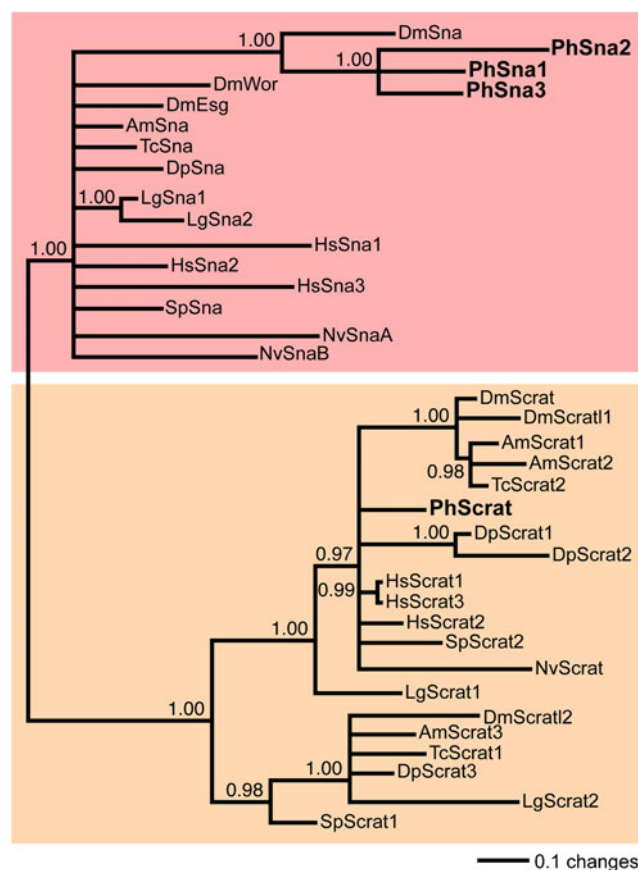 DmSna
1.00
PhSna2
1.00
PhSna1
PhSna3
DmWor
DmEsg
AmSna
TcSna
DpSna
1.00
LgSna1
LgSna2
HsSna1
1.00
HsSna2
HsSna3
SpSna
NvSnaA
NvSnaB
DmScrat
1.00
DmScratl1
AmScrat1
AmScrat2
0.98
TcScrat2
PhScrat
1.00
DpScrat1
DpScrat2
0.97
HsScrat1
0.99
HsScrat3
HsScrat2
1.00
SpScrat2
NvScrat
LgScrat1
1.00
DmScratl2
AmScrat3
TcScrat1
1.00
DpScrat3
0.98
LgScrat2
SpScrat1
0.1 changes